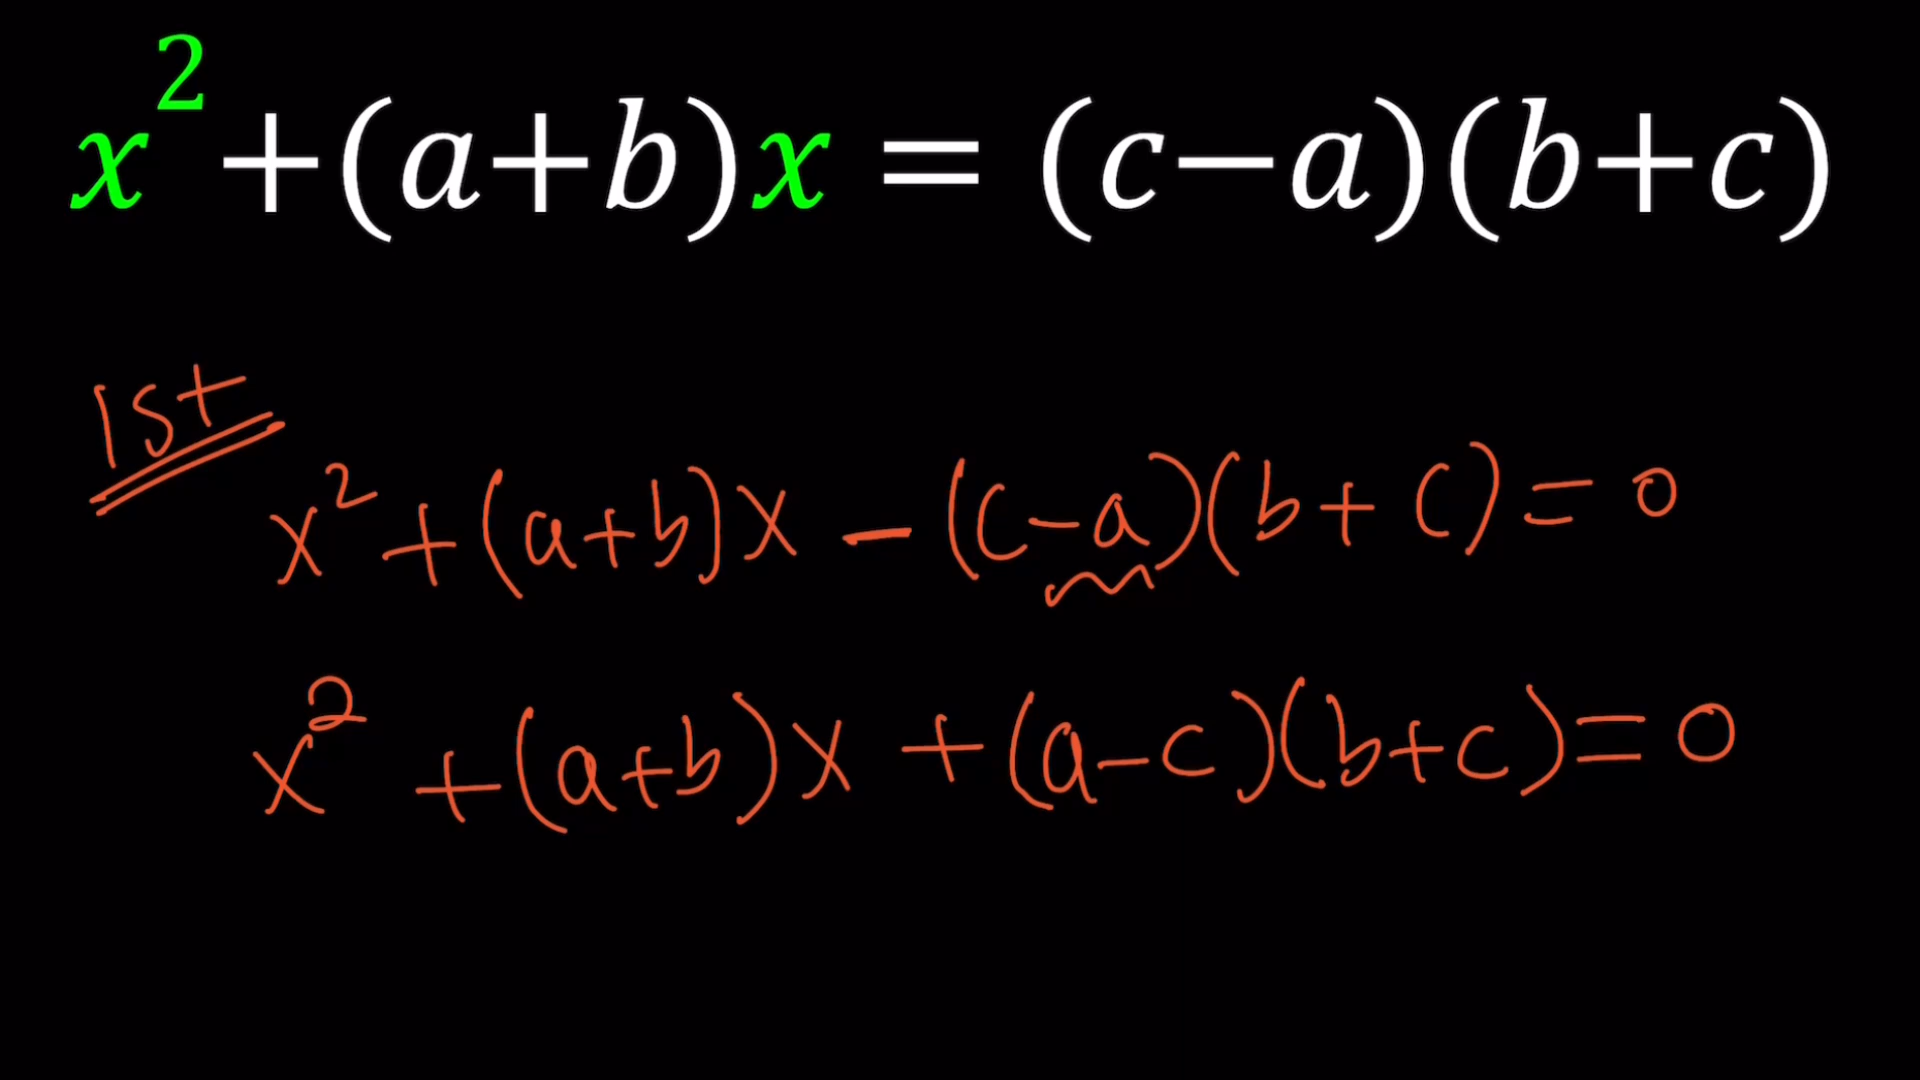 x² + (a+b)x = (c−a)(b+c)
1st
x² + (a+b)x − (c−a)(b+c) = 0
x² + (a+b)x + (a−c)(b+c) = 0